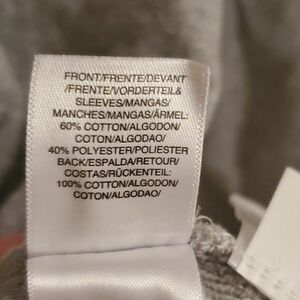 FRONT/FRENTE/DEVANT
/FRENTE/VORDERTEIL&
SLEEVES/MANGAS/
MANCHES/MANGAS/ÄRMEL:
60% COTTON/ALGODON/
COTON/ALGODAO/
40% POLYESTER/POLIESTER
BACK/ESPALDA/RETOUR/
COSTAS/RÜCKENTEIL:
100% COTTON/ALGODON/
COTON/ALGODAO/